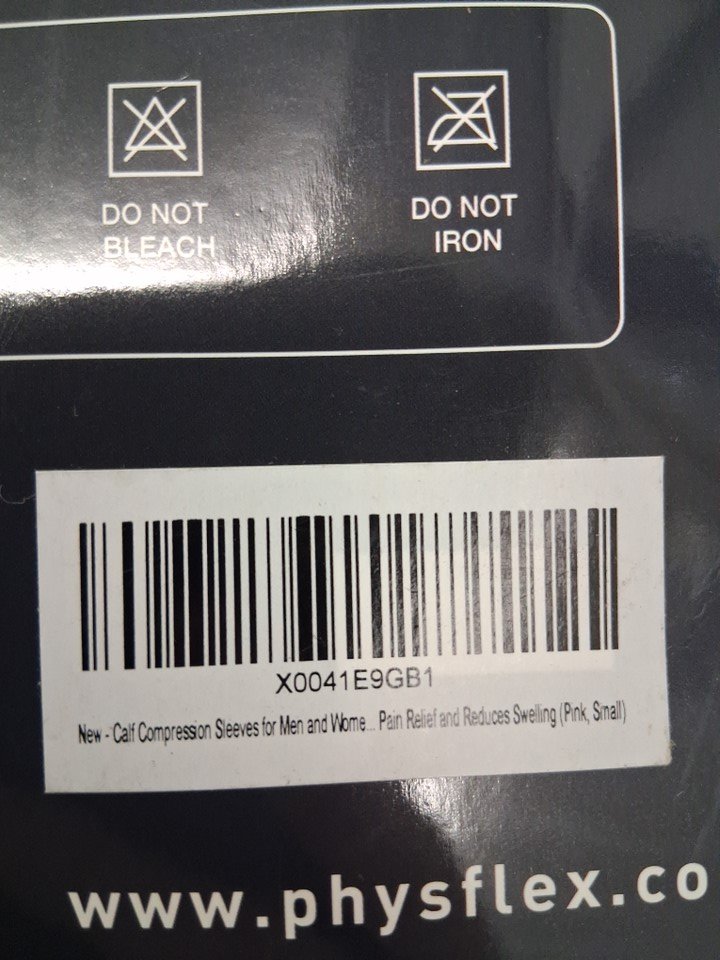 DO NOT
BLEACH
DO NOT
IRON
X0041E9GB1
New - Calf Compression Sleeves for Men and Wome... Pain Relief and Reduces Swelling (Pink, Small)
www.physflex.co